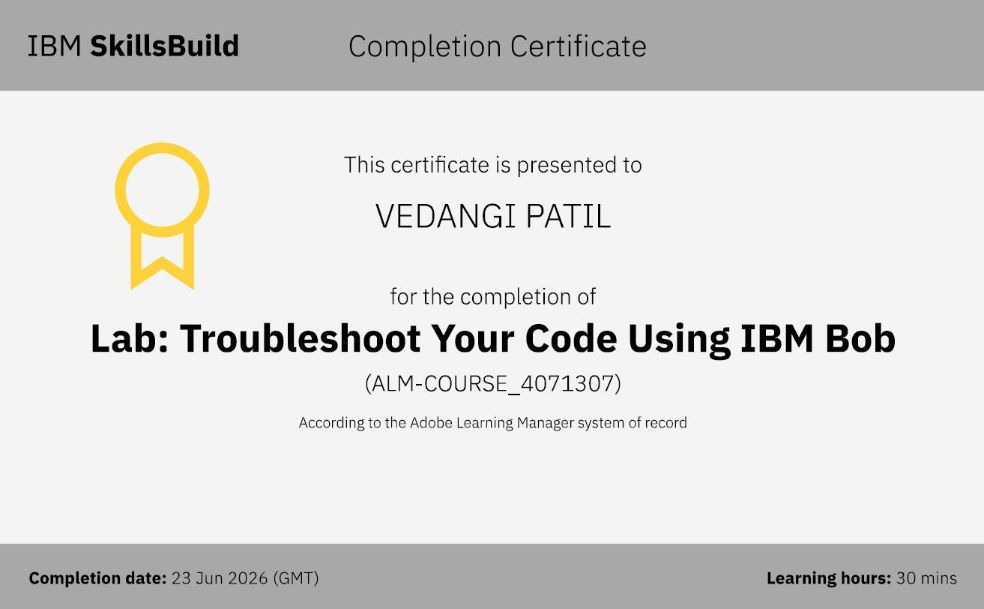 IBM SkillsBuild
Completion Certificate
This certificate is presented to
VEDANGI PATIL
for the completion of
Lab: Troubleshoot Your Code Using IBM Bob
(ALM-COURSE_4071307)
According to the Adobe Learning Manager system of record
Completion date: 23 Jun 2026 (GMT)
Learning hours: 30 mins